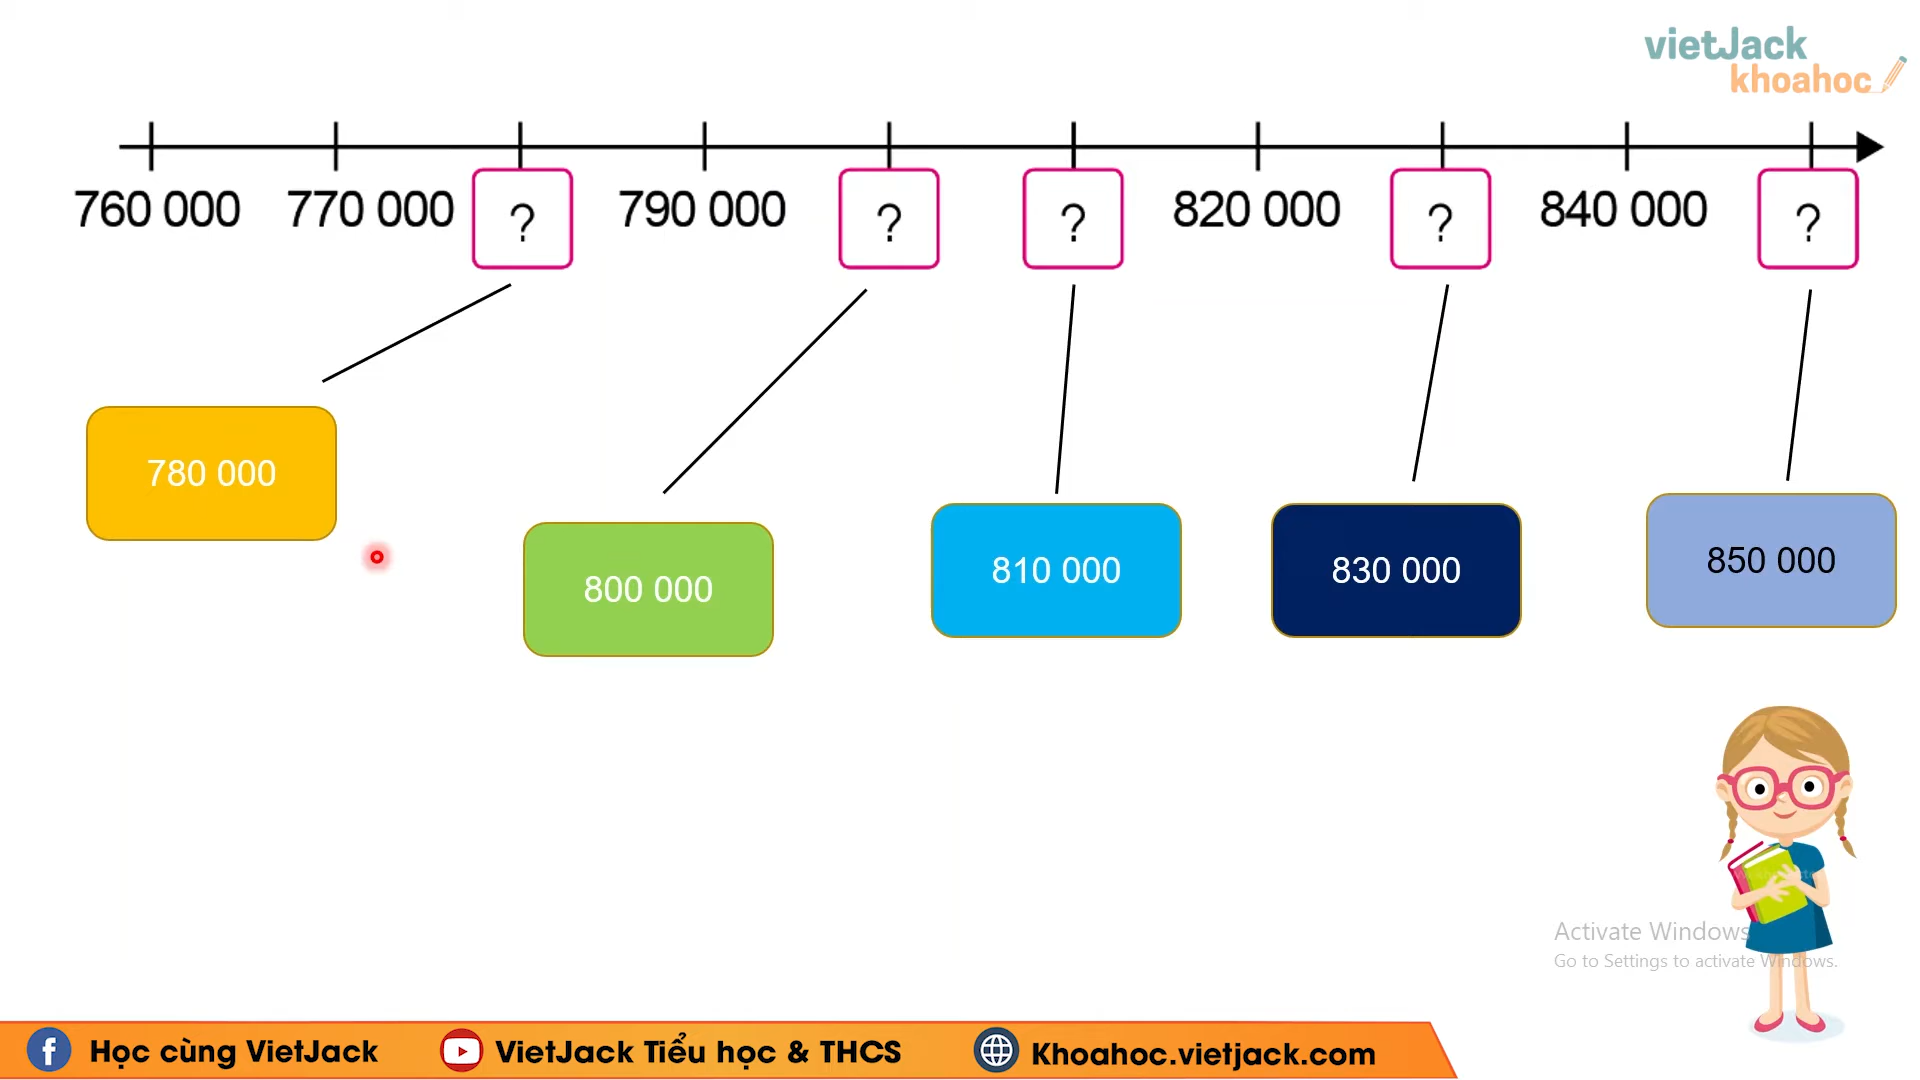 vietJack
khoahoc
760 000 770 000 ? 790 000 ? ? 820 000 ? 840 000 ?
780 000
800 000
810 000
830 000
850 000
Activate Windows
Go to Settings to activate Windows.
Học cùng VietJack
VietJack Tiểu học & THCS
Khoahoc.vietjack.com